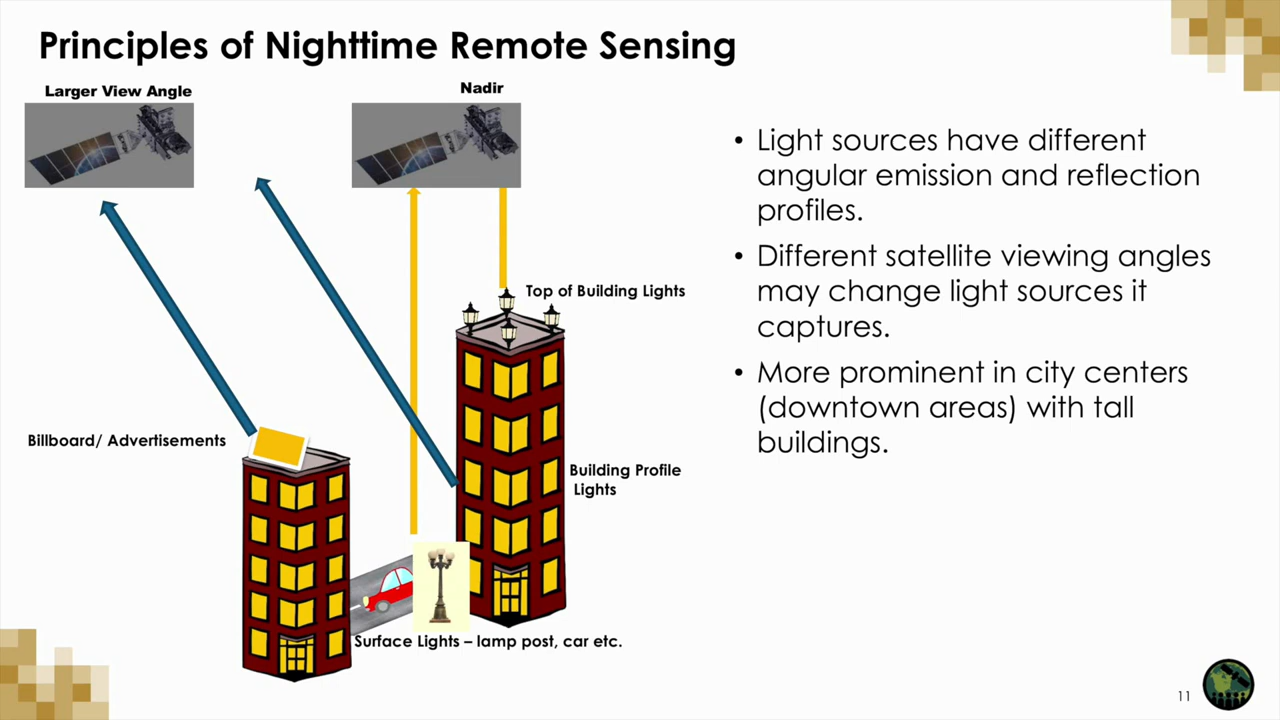 Principles of Nighttime Remote Sensing
Larger View Angle
Nadir
Top of Building Lights
Billboard/ Advertisements
Building Profile
Lights
Surface Lights – lamp post, car etc.
• Light sources have different
angular emission and reflection
profiles.
• Different satellite viewing angles
may change light sources it
captures.
• More prominent in city centers
(downtown areas) with tall
buildings.
11